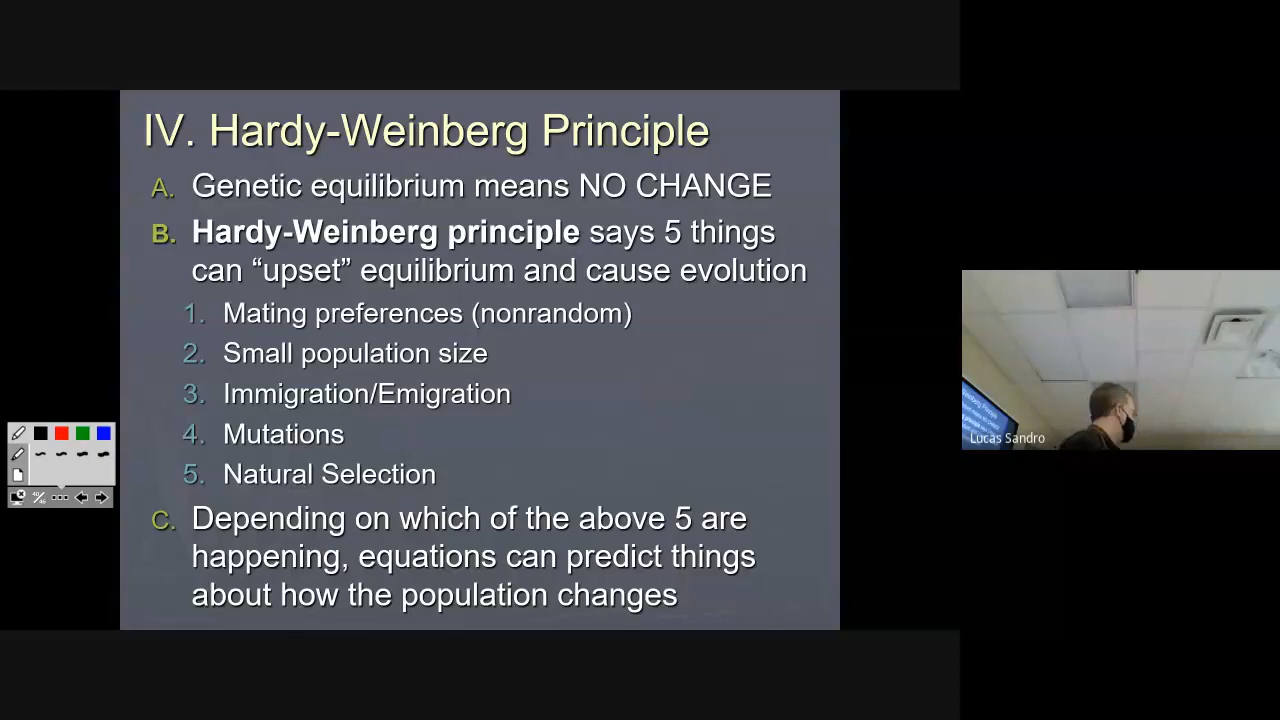 IV. Hardy-Weinberg Principle
A. Genetic equilibrium means NO CHANGE
B. Hardy-Weinberg principle says 5 things
can “upset” equilibrium and cause evolution
1. Mating preferences (nonrandom)
2. Small population size
3. Immigration/Emigration
4. Mutations
5. Natural Selection
C. Depending on which of the above 5 are
happening, equations can predict things
about how the population changes
Lucas Sandro